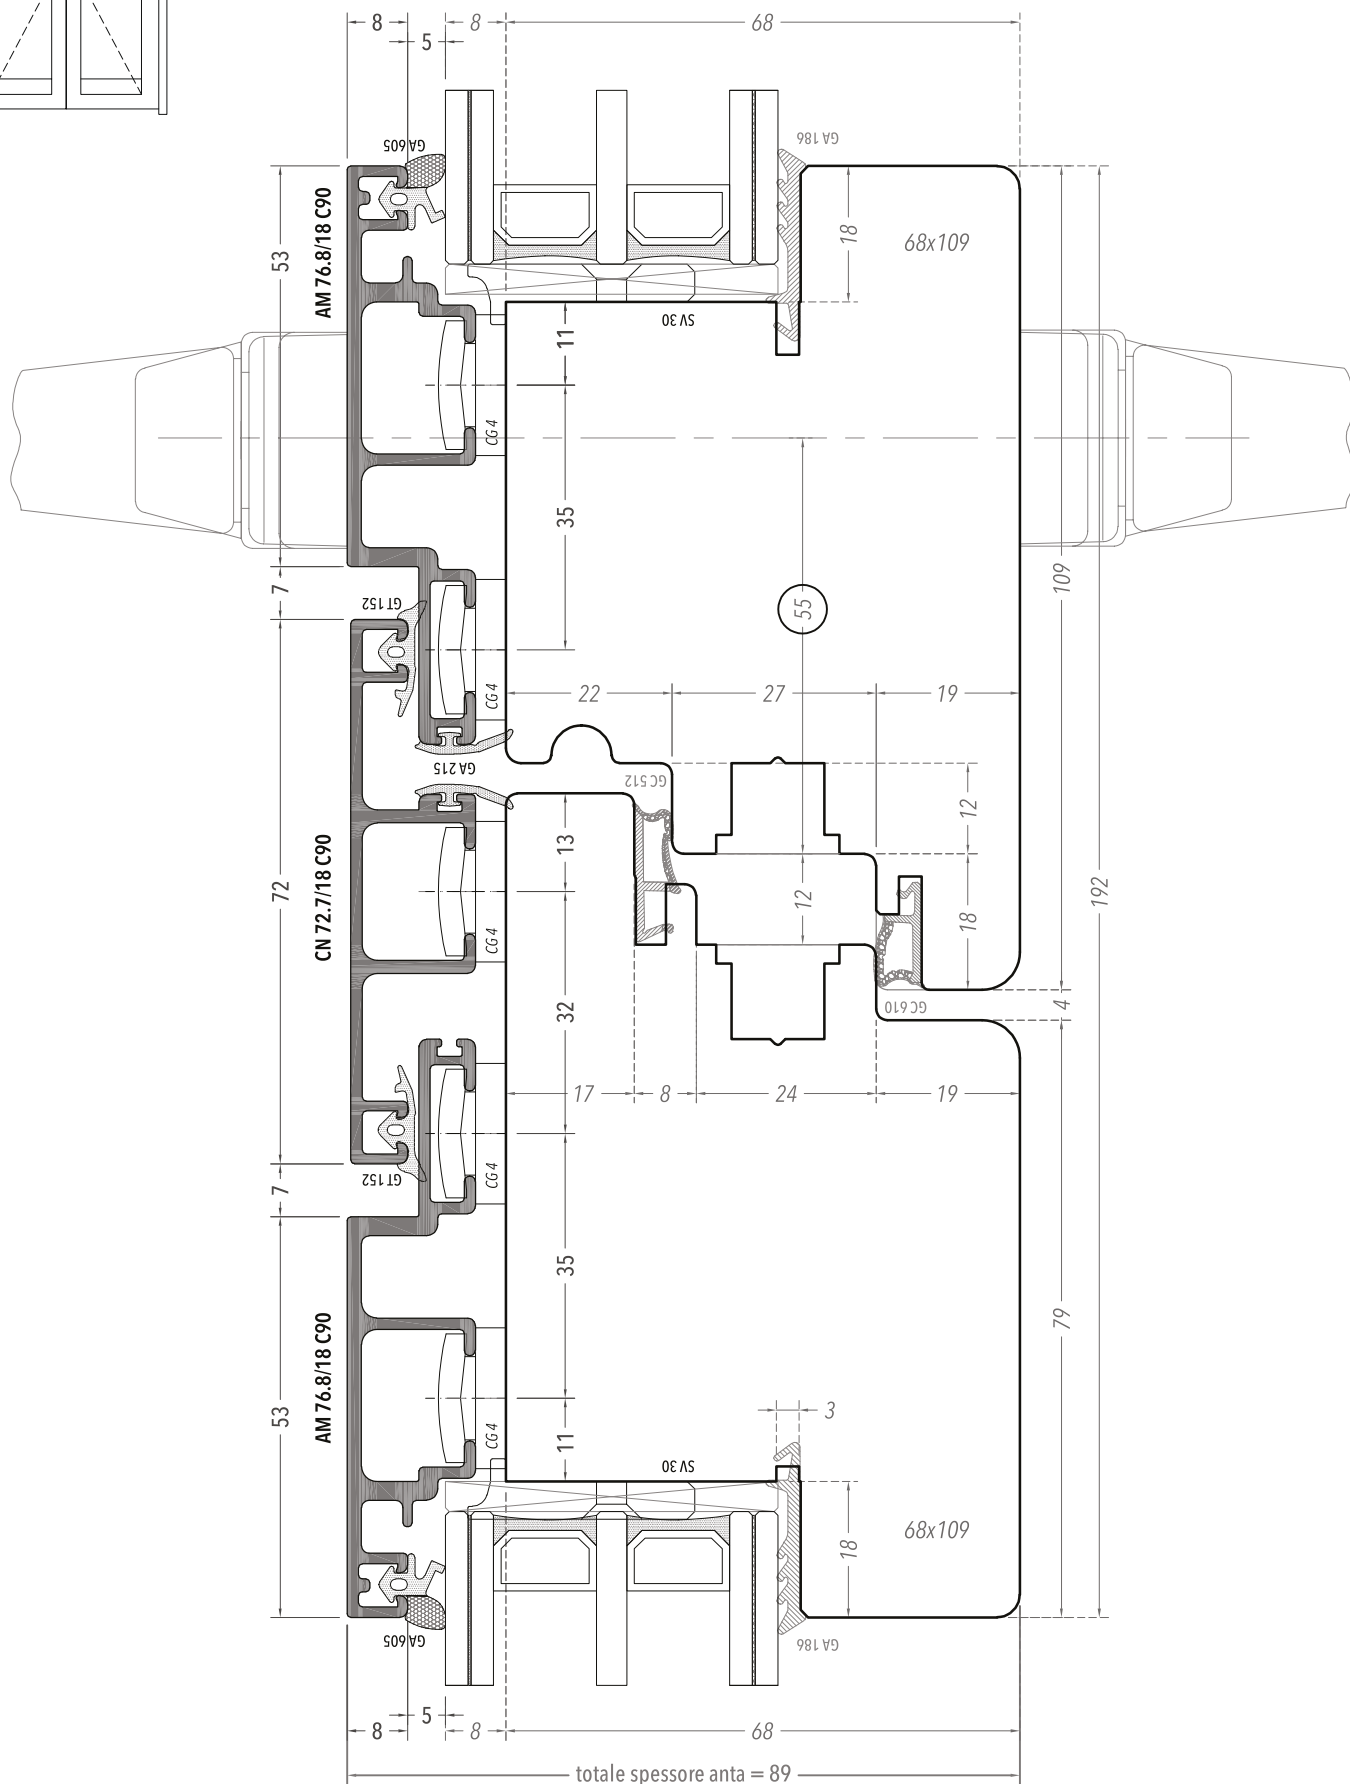 8
8
68
5
GA 605
GA 186
AM 76.8/18 C90
53
18
68x109
SV 30
11
CG 4
35
109
7
GT 152
55
CG 4
22
27
19
GA 215
GC 512
12
13
CN 72.7/18 C90
72
12
18
192
CG 4
GC 610
4
32
17
8
24
19
7
GT 152
CG 4
35
79
AM 76.8/18 C90
53
3
CG 4
11
SV 30
18
68x109
GA 605
GA 186
5
8
8
68
totale spessore anta = 89